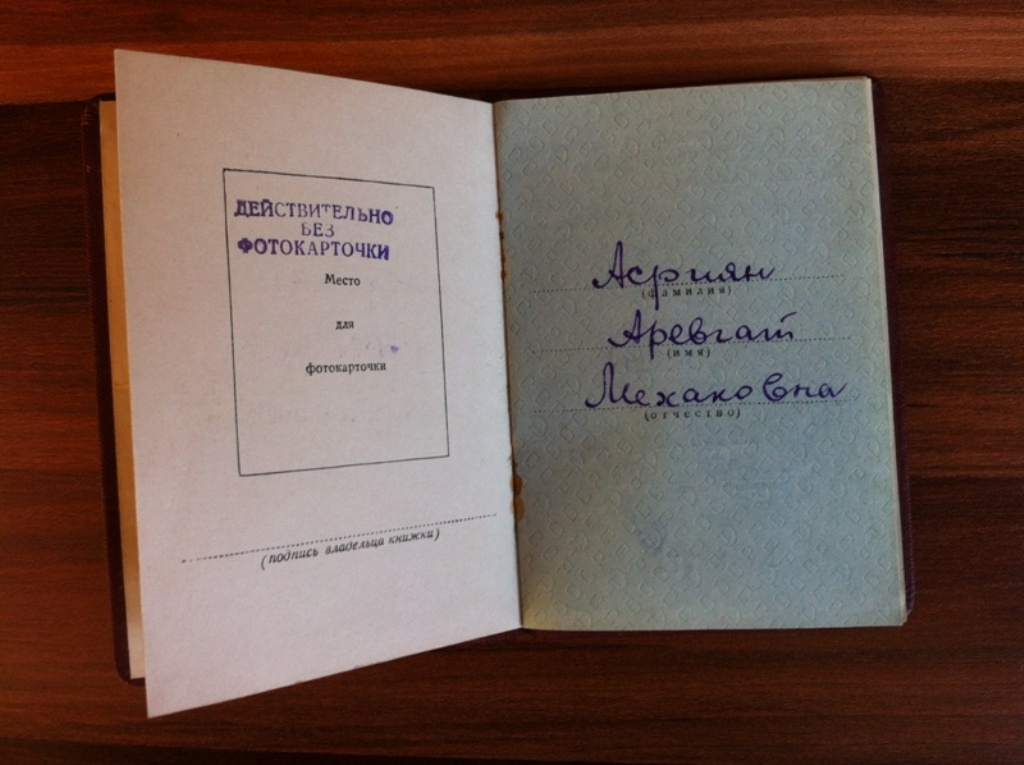 ДЕЙСТВИТЕЛЬНО
БЕЗ
ФОТОКАРТОЧКИ
Место
для
фотокарточки
(подпись владельца книжки)
Асриян
(фамилия)
Аревгат
(имя)
Мехаковна
(отчество)